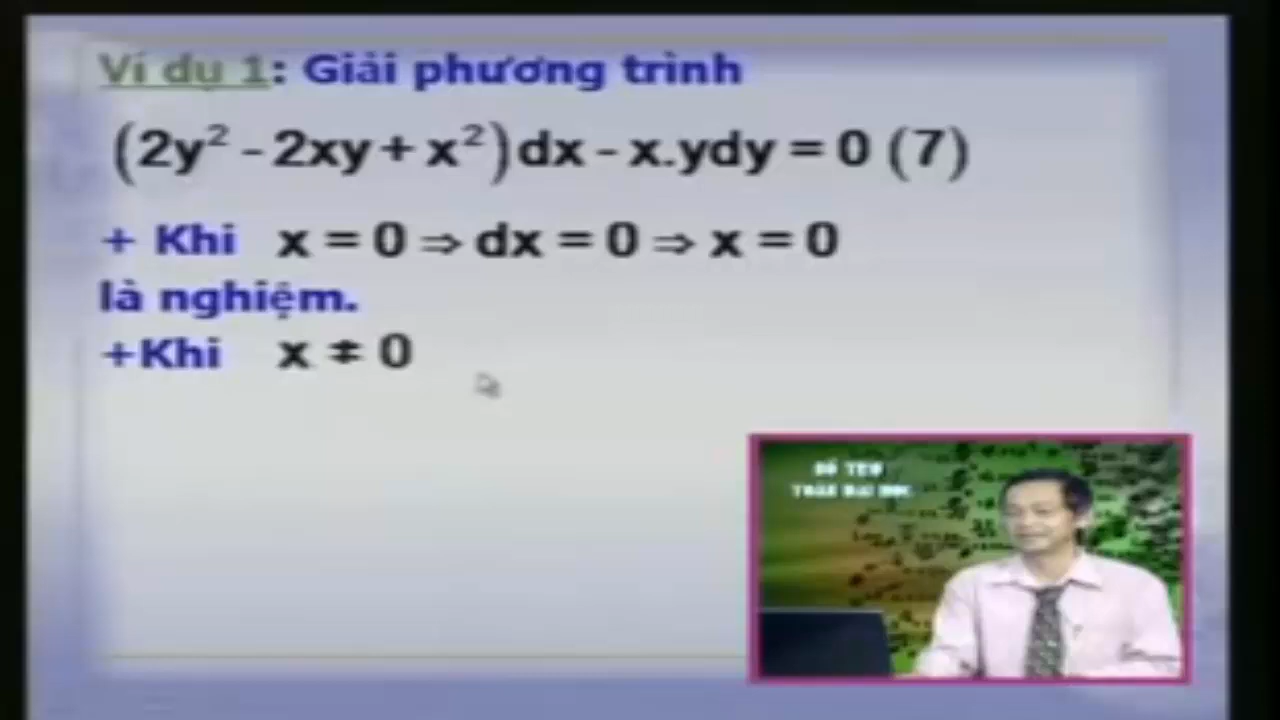 Ví dụ 1: Giải phương trình
(2y² - 2xy + x²)dx - x.ydy = 0 (7)
+ Khi x = 0 ⇒ dx = 0 ⇒ x = 0
là nghiệm.
+Khi x ≠ 0